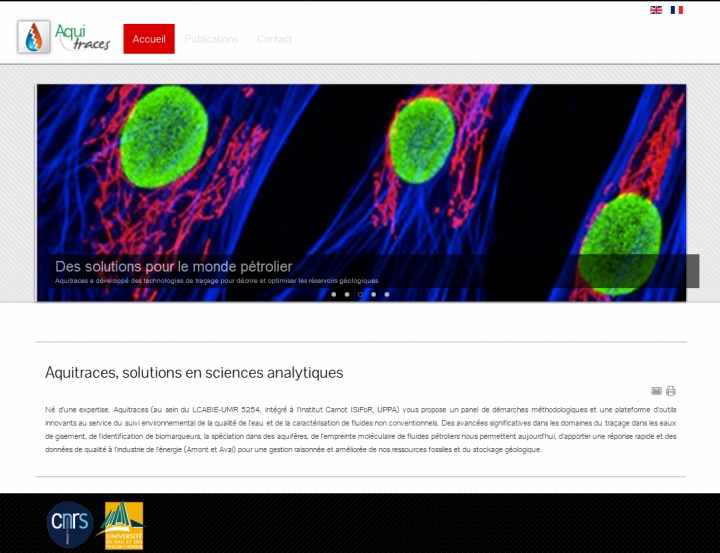 Aqui
traces
Accueil Publications Contact
Des solutions pour le monde pétrolier
Aquitraces a développé des technologies de traçage pour décrire et optimiser les réservoirs géologiques.
Aquitraces, solutions en sciences analytiques
Né d'une expertise, Aquitraces (au sein du LCABIE-UMR 5254, intégré à l'Institut Carnot ISIFoR, UPPA) vous propose un panel de démarches méthodologiques et une plateforme d'outils
innovants au service du suivi environnemental de la qualité de l'eau et de la caractérisation de fluides non conventionnels. Des avancées significatives dans les domaines du traçage dans les eaux
de gisement, de l'identification de biomarqueurs, la spéciation dans des aquifères, de l'empreinte moléculaire de fluides pétroliers nous permettent aujourd'hui, d'apporter une réponse rapide et des
données de qualité à l'industrie de l'énergie (Amont et Aval) pour une gestion raisonnée et améliorée de nos ressources fossiles et du stockage géologique.
cnrs
UNIVERSITÉ
DE PAU ET DES
PAYS DE L'ADOUR